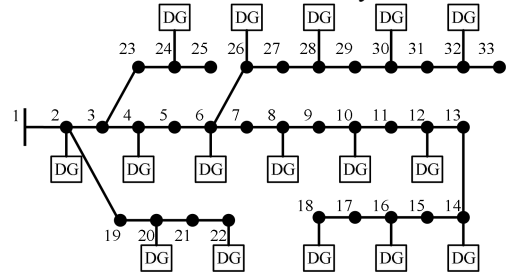 DG DG DG DG DG
23 24 25 26 27 28 29 30 31 32 33
1 2 3 4 5 6 7 8 9 10 11 12 13
DG DG DG DG DG DG
18 17 16 15 14
19 20 21 22
DG DG DG DG DG